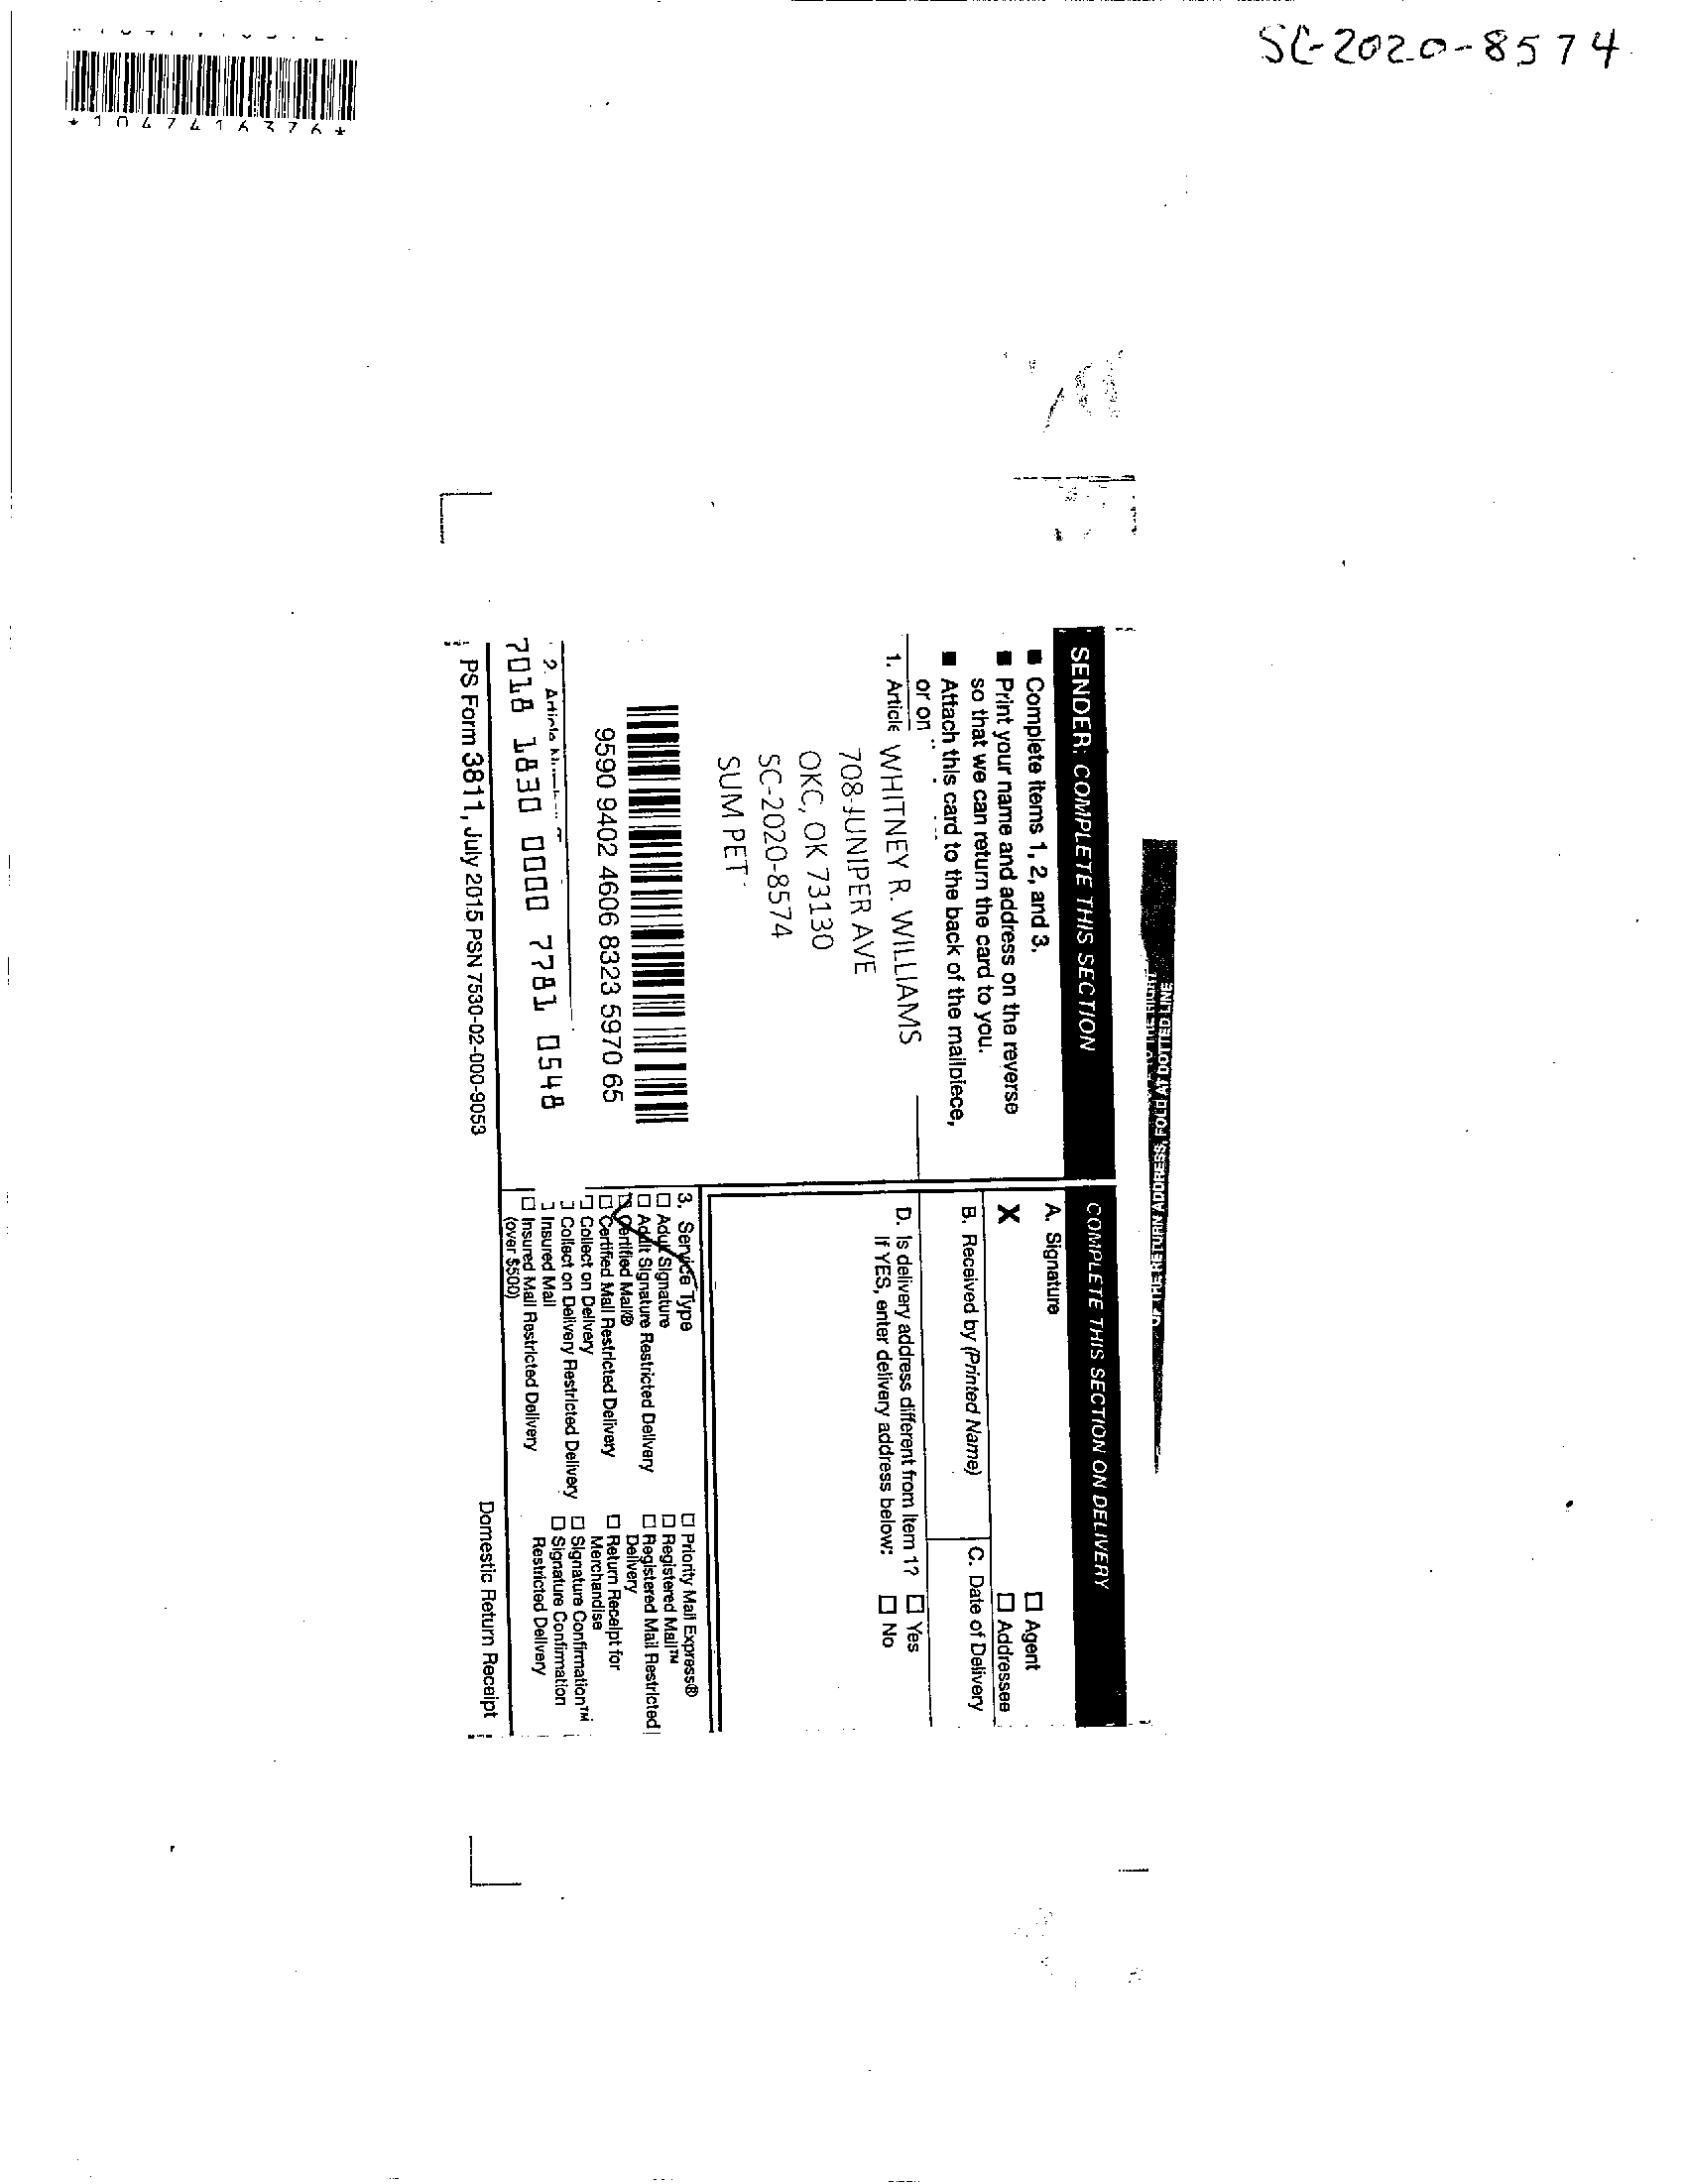 SC-2020-8574
*1047416376*
OF THE RETURN ADDRESS, FOLD AT DOTTED LINE
SENDER: COMPLETE THIS SECTION
■ Complete items 1, 2, and 3.
■ Print your name and address on the reverse
so that we can return the card to you.
■ Attach this card to the back of the mailpiece,
or on
1. Article
WHITNEY R. WILLIAMS
708 JUNIPER AVE
OKC, OK 73130
SC-2020-8574
SUM PET
9590 9402 4606 8323 5970 65
2. Article
7018 1830 0000 7781 0548
PS Form 3811, July 2015 PSN 7530-02-000-9053
COMPLETE THIS SECTION ON DELIVERY
A. Signature
X
☐ Agent
☐ Addressee
B. Received by (Printed Name)
C. Date of Delivery
D. Is delivery address different from item 1? ☐ Yes
If YES, enter delivery address below: ☐ No
3. Service Type
☐ Adult Signature
☐ Adult Signature Restricted Delivery
☑ Certified Mail®
☐ Certified Mail Restricted Delivery
☐ Collect on Delivery
☐ Collect on Delivery Restricted Delivery
☐ Insured Mail
☐ Insured Mail Restricted Delivery
(over $500)
☐ Priority Mail Express®
☐ Registered Mail™
☐ Registered Mail Restricted
Delivery
☐ Return Receipt for
Merchandise
☐ Signature Confirmation™
☐ Signature Confirmation
Restricted Delivery
Domestic Return Receipt